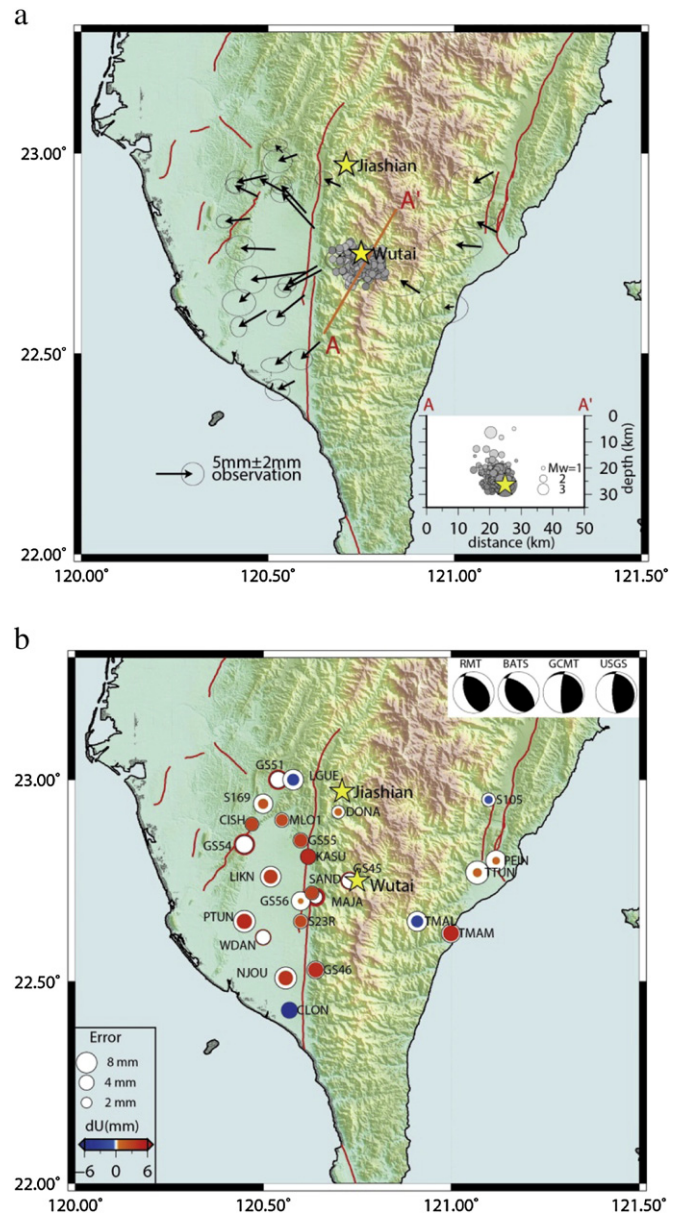 a
23.00°
22.50°
22.00°
120.00° 120.50° 121.00° 121.50°
Jiashian
Wutai
A'
A
5mm±2mm
observation
A A'
0
10
20
30
depth (km)
Mw=1
2
3
0 10 20 30 40 50
distance (km)
b
RMT BATS GCMT USGS
23.00°
22.50°
22.00°
120.00° 120.50° 121.00° 121.50°
GS51
LGUE
Jiashian
S169
DONA
S105
CISH
MLO1
GS54
GS55
KASU
PEIN
GS45
TTUN
LIKN
SAND
Wutai
GS56
MAJA
PTUN
S23R
TMAL
TMAM
WDAN
NJOU
GS46
CLON
Error
8 mm
4 mm
2 mm
dU(mm)
−6 0 6